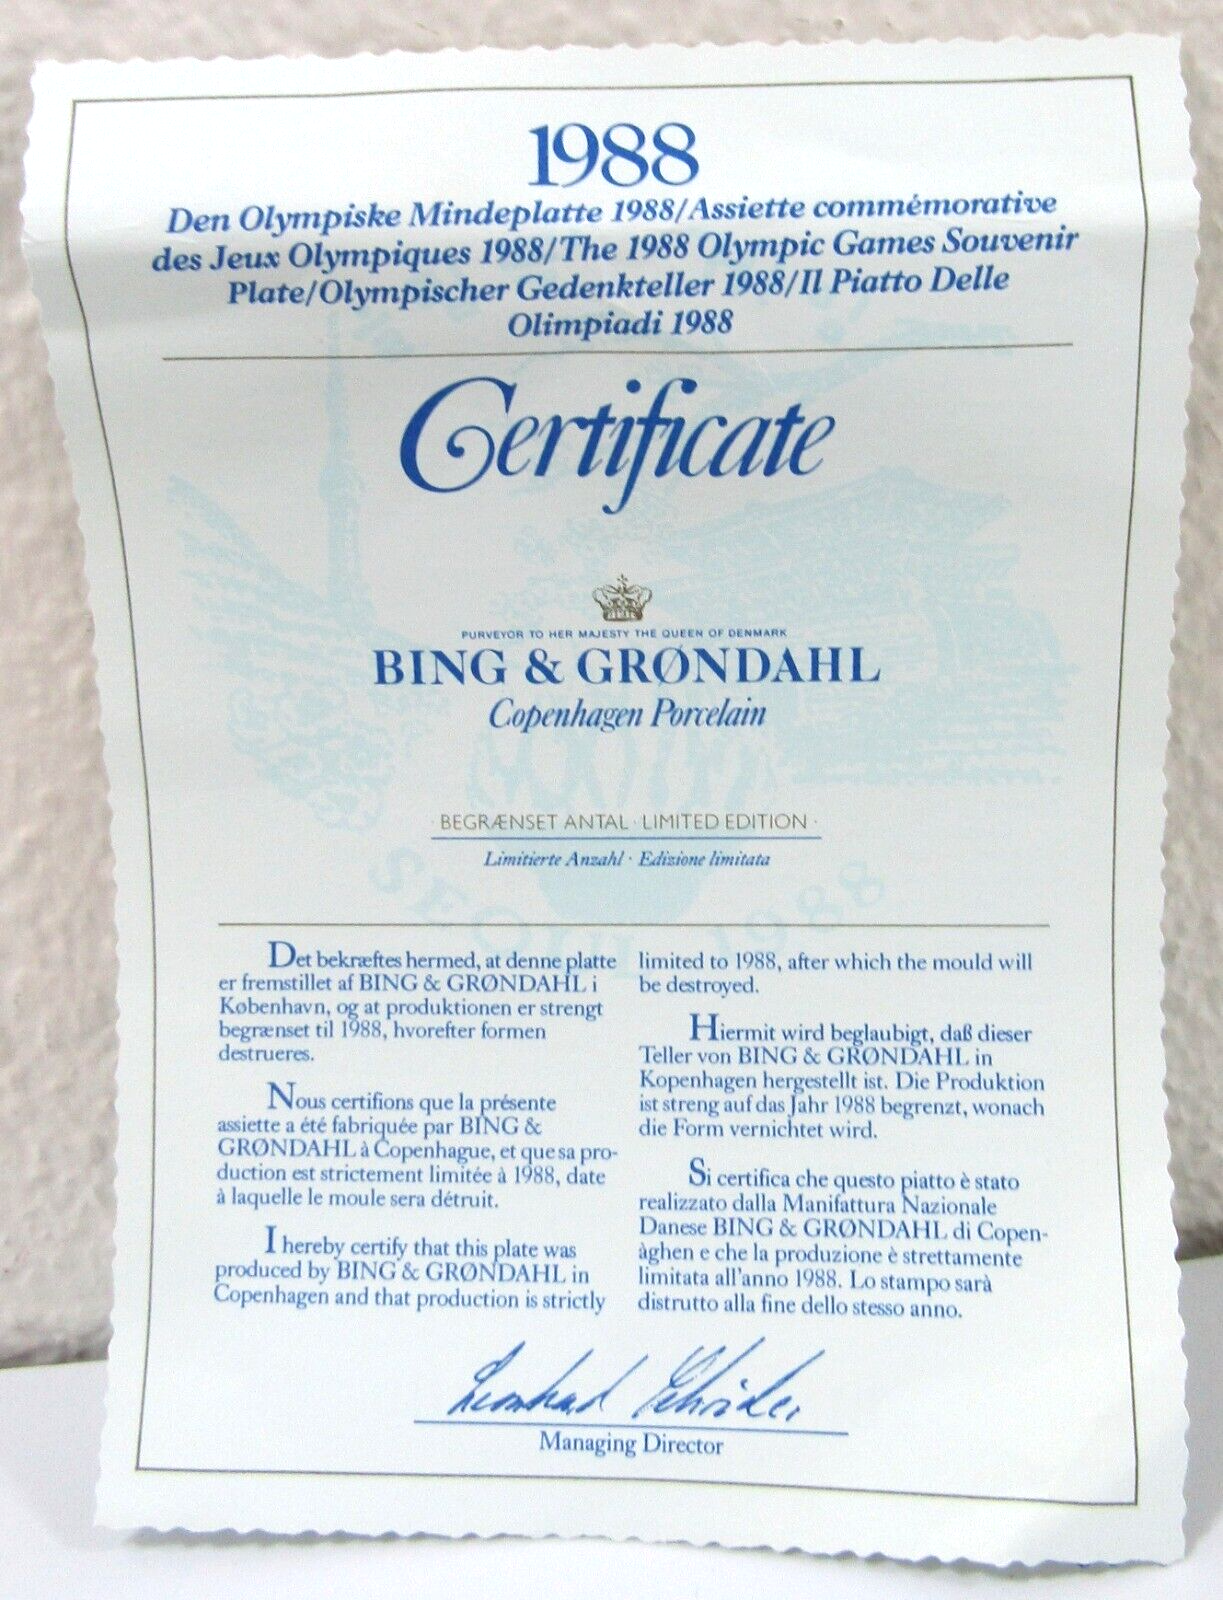 1988
Den Olympiske Mindeplatte 1988/Assiette commémorative
des Jeux Olympiques 1988/The 1988 Olympic Games Souvenir
Plate/Olympischer Gedenkteller 1988/Il Piatto Delle
Olimpiadi 1988
Certificate
PURVEYOR TO HER MAJESTY THE QUEEN OF DENMARK
BING & GRØNDAHL
Copenhagen Porcelain
· BEGRÆNSET ANTAL · LIMITED EDITION ·
Limitierte Anzahl · Edizione limitata
SEOUL 1988
Det bekræftes hermed, at denne platte
er fremstillet af BING & GRØNDAHL i
København, og at produktionen er strengt
begrænset til 1988, hvorefter formen
destrueres.
Nous certifions que la présente
assiette a été fabriquée par BING &
GRØNDAHL à Copenhague, et que sa pro-
duction est strictement limitée à 1988, date
à laquelle le moule sera détruit.
I hereby certify that this plate was
produced by BING & GRØNDAHL in
Copenhagen and that production is strictly
limited to 1988, after which the mould will
be destroyed.
Hiermit wird beglaubigt, daß dieser
Teller von BING & GRØNDAHL in
Kopenhagen hergestellt ist. Die Produktion
ist streng auf das Jahr 1988 begrenzt, wonach
die Form vernichtet wird.
Si certifica che questo piatto è stato
realizzato dalla Manifattura Nazionale
Danese BING & GRØNDAHL di Copen-
àghen e che la produzione è strettamente
limitata all'anno 1988. Lo stampo sarà
distrutto alla fine dello stesso anno.
Managing Director